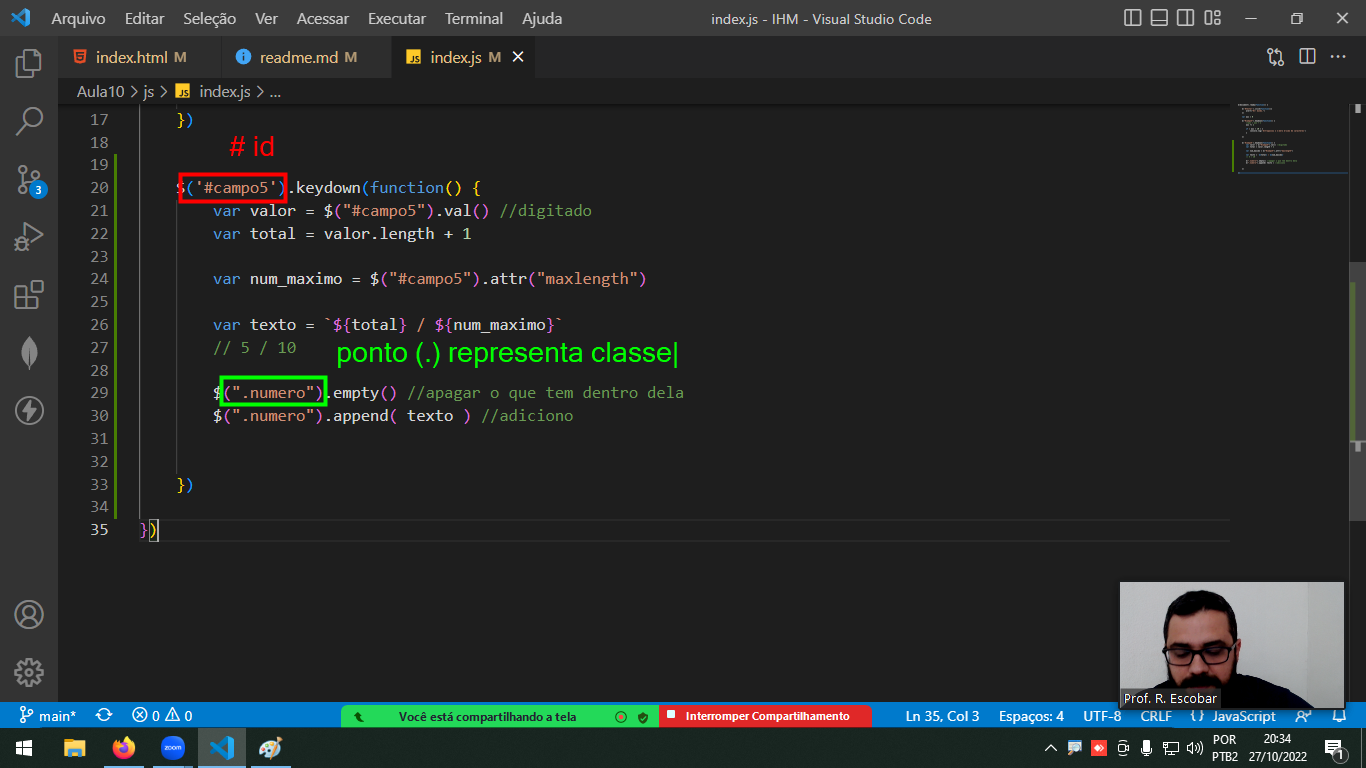 Arquivo Editar Seleção Ver Acessar Executar Terminal Ajuda index.js - IHM - Visual Studio Code
index.html M readme.md M JS index.js M
Aula10 > js > JS index.js > ...
17 })
18
# id
19
20 $('#campo5').keydown(function() {
21 var valor = $("#campo5").val() //digitado
22 var total = valor.length + 1
23
24 var num_maximo = $("#campo5").attr("maxlength")
25
26 var texto = `${total} / ${num_maximo}`
27 // 5 / 10
ponto (.) representa classe|
28
29 $(".numero").empty() //apagar o que tem dentro dela
30 $(".numero").append( texto ) //adiciono
31
32
33 })
34
35 })
3
Prof. R. Escobar
main* 0 0 Você está compartilhando a tela Interromper Compartilhamento Ln 35, Col 3 Espaços: 4 UTF-8 CRLF {} JavaScript
zoom
POR 20:34
PTB2 27/10/2022 1